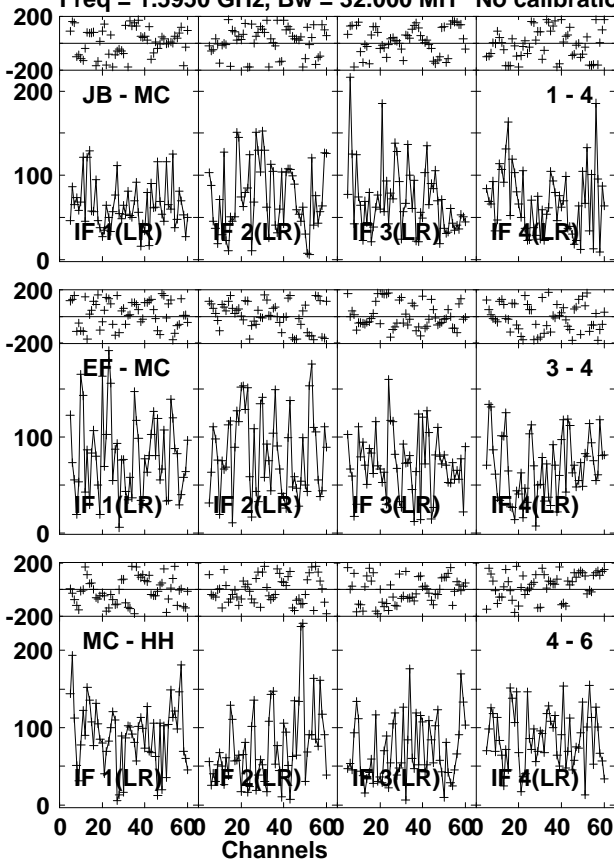 Freq = 1.5950 GHz, Bw = 32.000 MH No calibratio
200
-200
JB - MC
1 - 4
200
100
0
IF 1(LR)
IF 2(LR)
IF 3(LR)
IF 4(LR)
200
-200
EF - MC
3 - 4
100
0
IF 1(LR)
IF 2(LR)
IF 3(LR)
IF 4(LR)
200
-200
MC - HH
4 - 6
200
100
0
IF 1(LR)
IF 2(LR)
IF 3(LR)
IF 4(LR)
0 20 40 600 20 40 600 20 40 600 20 40 60
Channels